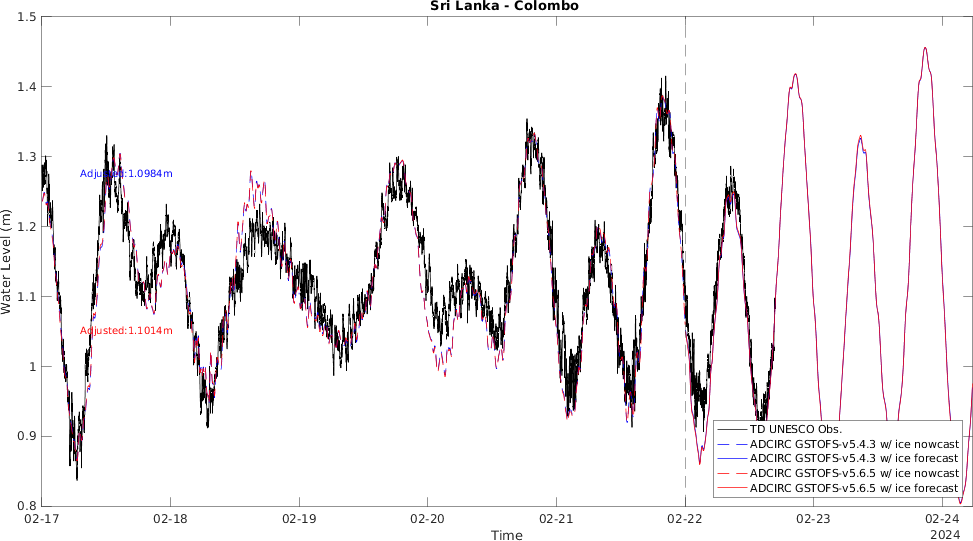 Sri Lanka - Colombo
1.5
1.4
1.3
1.2
1.1
1
0.9
0.8
Water Level (m)
Adjusted:1.0984m
Adjusted:1.1014m
TD UNESCO Obs.
ADCIRC GSTOFS-v5.4.3 w/ ice nowcast
ADCIRC GSTOFS-v5.4.3 w/ ice forecast
ADCIRC GSTOFS-v5.6.5 w/ ice nowcast
ADCIRC GSTOFS-v5.6.5 w/ ice forecast
02-17 02-18 02-19 02-20 02-21 02-22 02-23 02-24
Time
2024